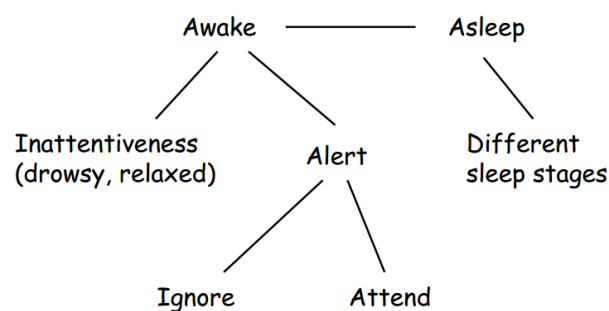 Awake
Asleep
Inattentiveness
(drowsy, relaxed)
Alert
Different
sleep stages
Ignore
Attend